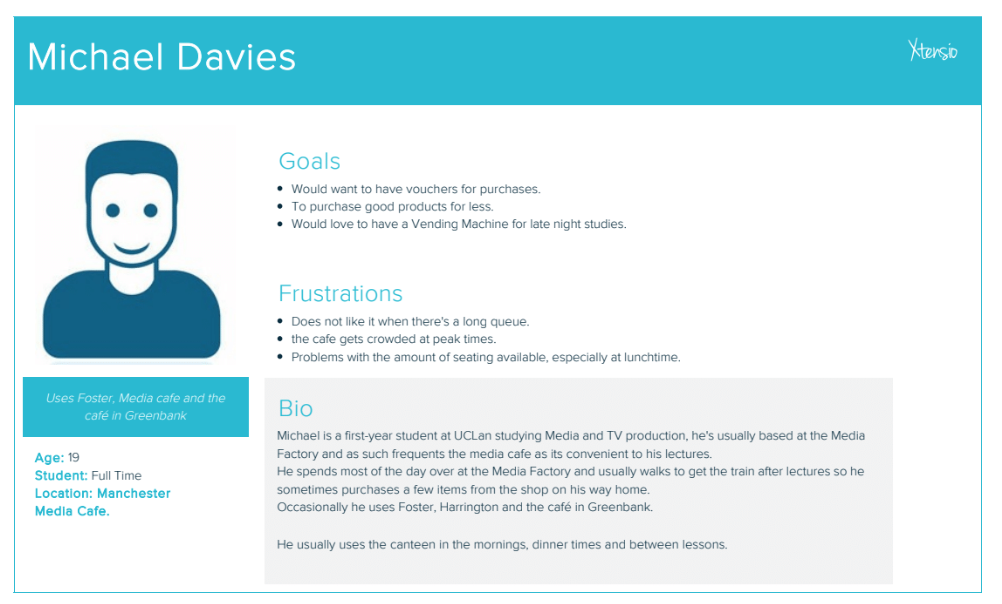 Michael Davies
Xtensio
Goals
• Would want to have vouchers for purchases.
• To purchase good products for less.
• Would love to have a Vending Machine for late night studies.
Frustrations
• Does not like it when there's a long queue.
• the cafe gets crowded at peak times.
• Problems with the amount of seating available, especially at lunchtime.
Uses Foster, Media cafe and the
café in Greenbank
Age: 19
Student: Full Time
Location: Manchester
Media Cafe.
Bio
Michael is a first-year student at UCLan studying Media and TV production, he's usually based at the Media
Factory and as such frequents the media cafe as its convenient to his lectures.
He spends most of the day over at the Media Factory and usually walks to get the train after lectures so he
sometimes purchases a few items from the shop on his way home.
Occasionally he uses Foster, Harrington and the café in Greenbank.
He usually uses the canteen in the mornings, dinner times and between lessons.